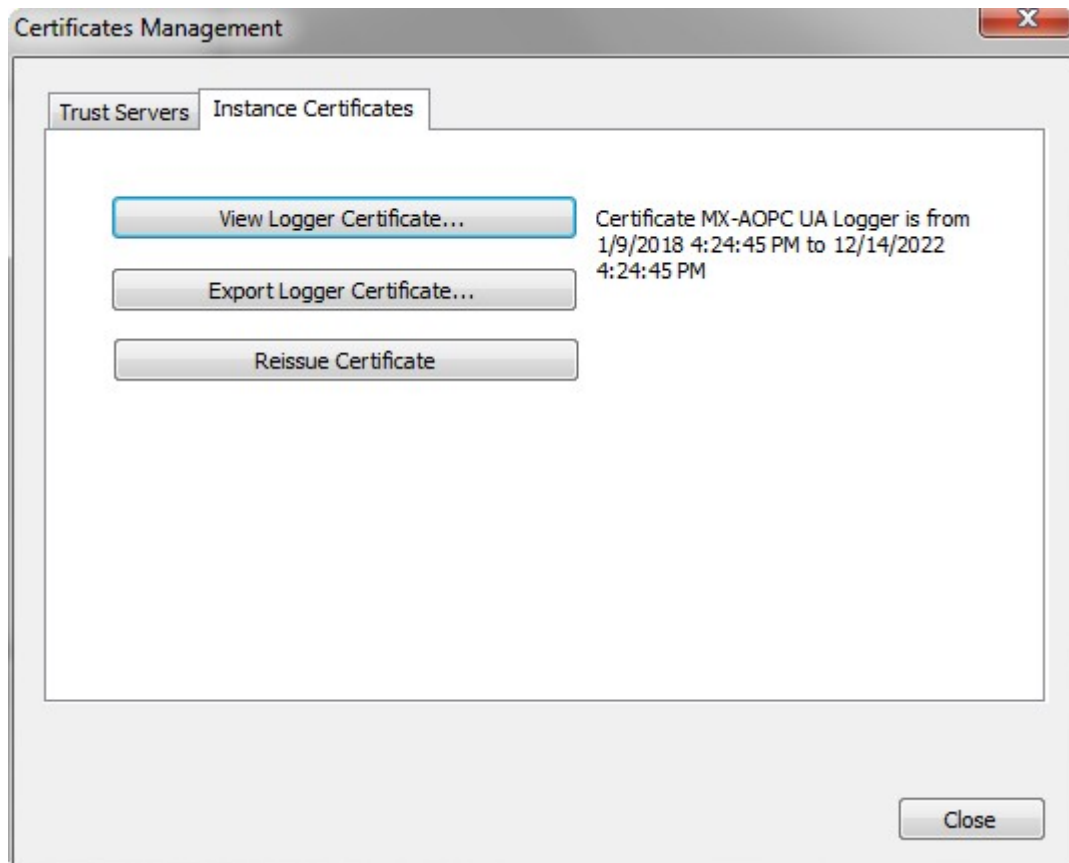 Certificates Management
Trust Servers
Instance Certificates
View Logger Certificate...
Certificate MX-AOPC UA Logger is from
1/9/2018 4:24:45 PM to 12/14/2022
4:24:45 PM
Export Logger Certificate...
Reissue Certificate
Close